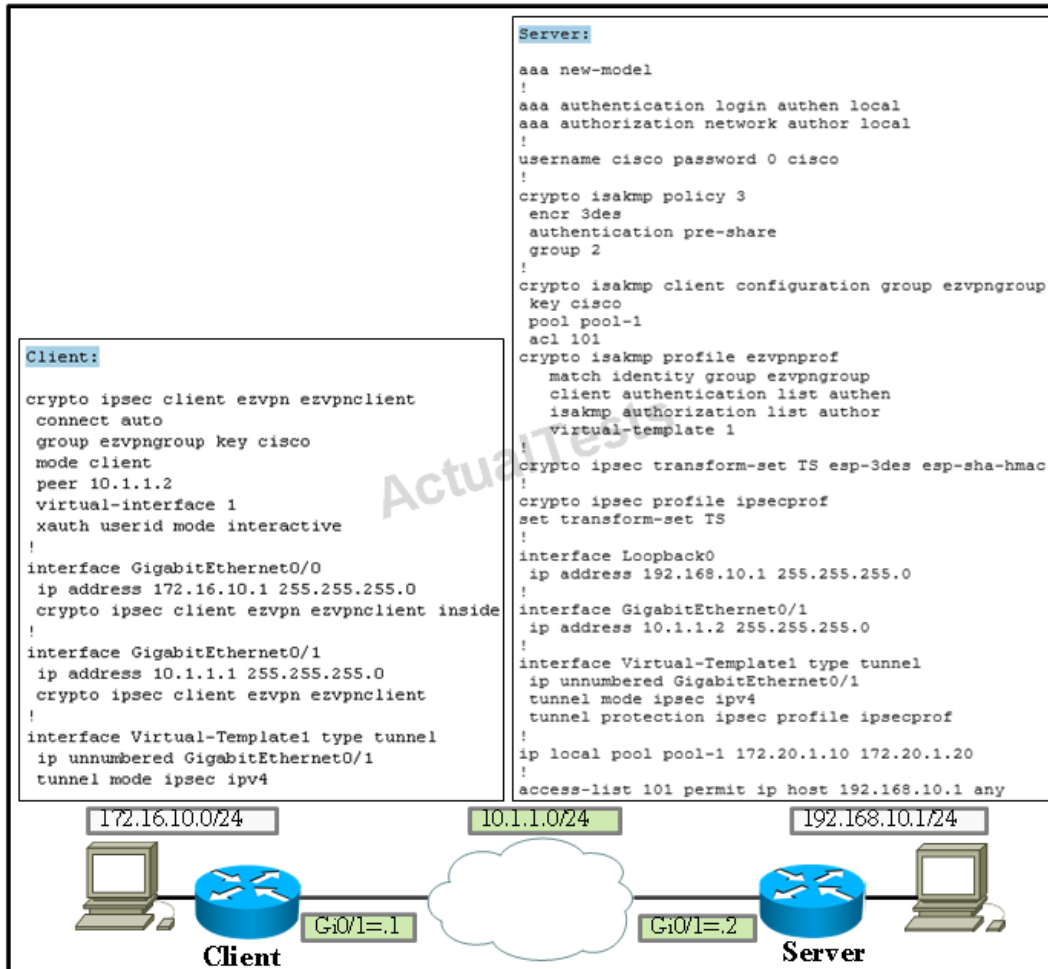 Server:
aaa new-model
!
aaa authentication login authen local
aaa authorization network author local
!
username cisco password 0 cisco
!
crypto isakmp policy 3
encr 3des
authentication pre-share
group 2
!
crypto isakmp client configuration group ezvpngroup
key cisco
pool pool-1
acl 101
crypto isakmp profile ezvpnprof
match identity group ezvpngroup
client authentication list authen
isakmp authorization list author
virtual-template 1
!
crypto ipsec transform-set TS esp-3des esp-sha-hmac
!
crypto ipsec profile ipsecprof
set transform-set TS
!
interface Loopback0
ip address 192.168.10.1 255.255.255.0
!
interface GigabitEthernet0/1
ip address 10.1.1.2 255.255.255.0
!
interface Virtual-Template1 type tunnel
ip unnumbered GigabitEthernet0/1
tunnel mode ipsec ipv4
tunnel protection ipsec profile ipsecprof
!
ip local pool pool-1 172.20.1.10 172.20.1.20
!
access-list 101 permit ip host 192.168.10.1 any
Client:
crypto ipsec client ezvpn ezvpnclient
connect auto
group ezvpngroup key cisco
mode client
peer 10.1.1.2
virtual-interface 1
xauth userid mode interactive
!
interface GigabitEthernet0/0
ip address 172.16.10.1 255.255.255.0
crypto ipsec client ezvpn ezvpnclient inside
!
interface GigabitEthernet0/1
ip address 10.1.1.1 255.255.255.0
crypto ipsec client ezvpn ezvpnclient
!
interface Virtual-Template1 type tunnel
ip unnumbered GigabitEthernet0/1
tunnel mode ipsec ipv4
ActualTests
172.16.10.0/24
10.1.1.0/24
192.168.10.1/24
Gi0/1=.1
Gi0/1=.2
Client
Server